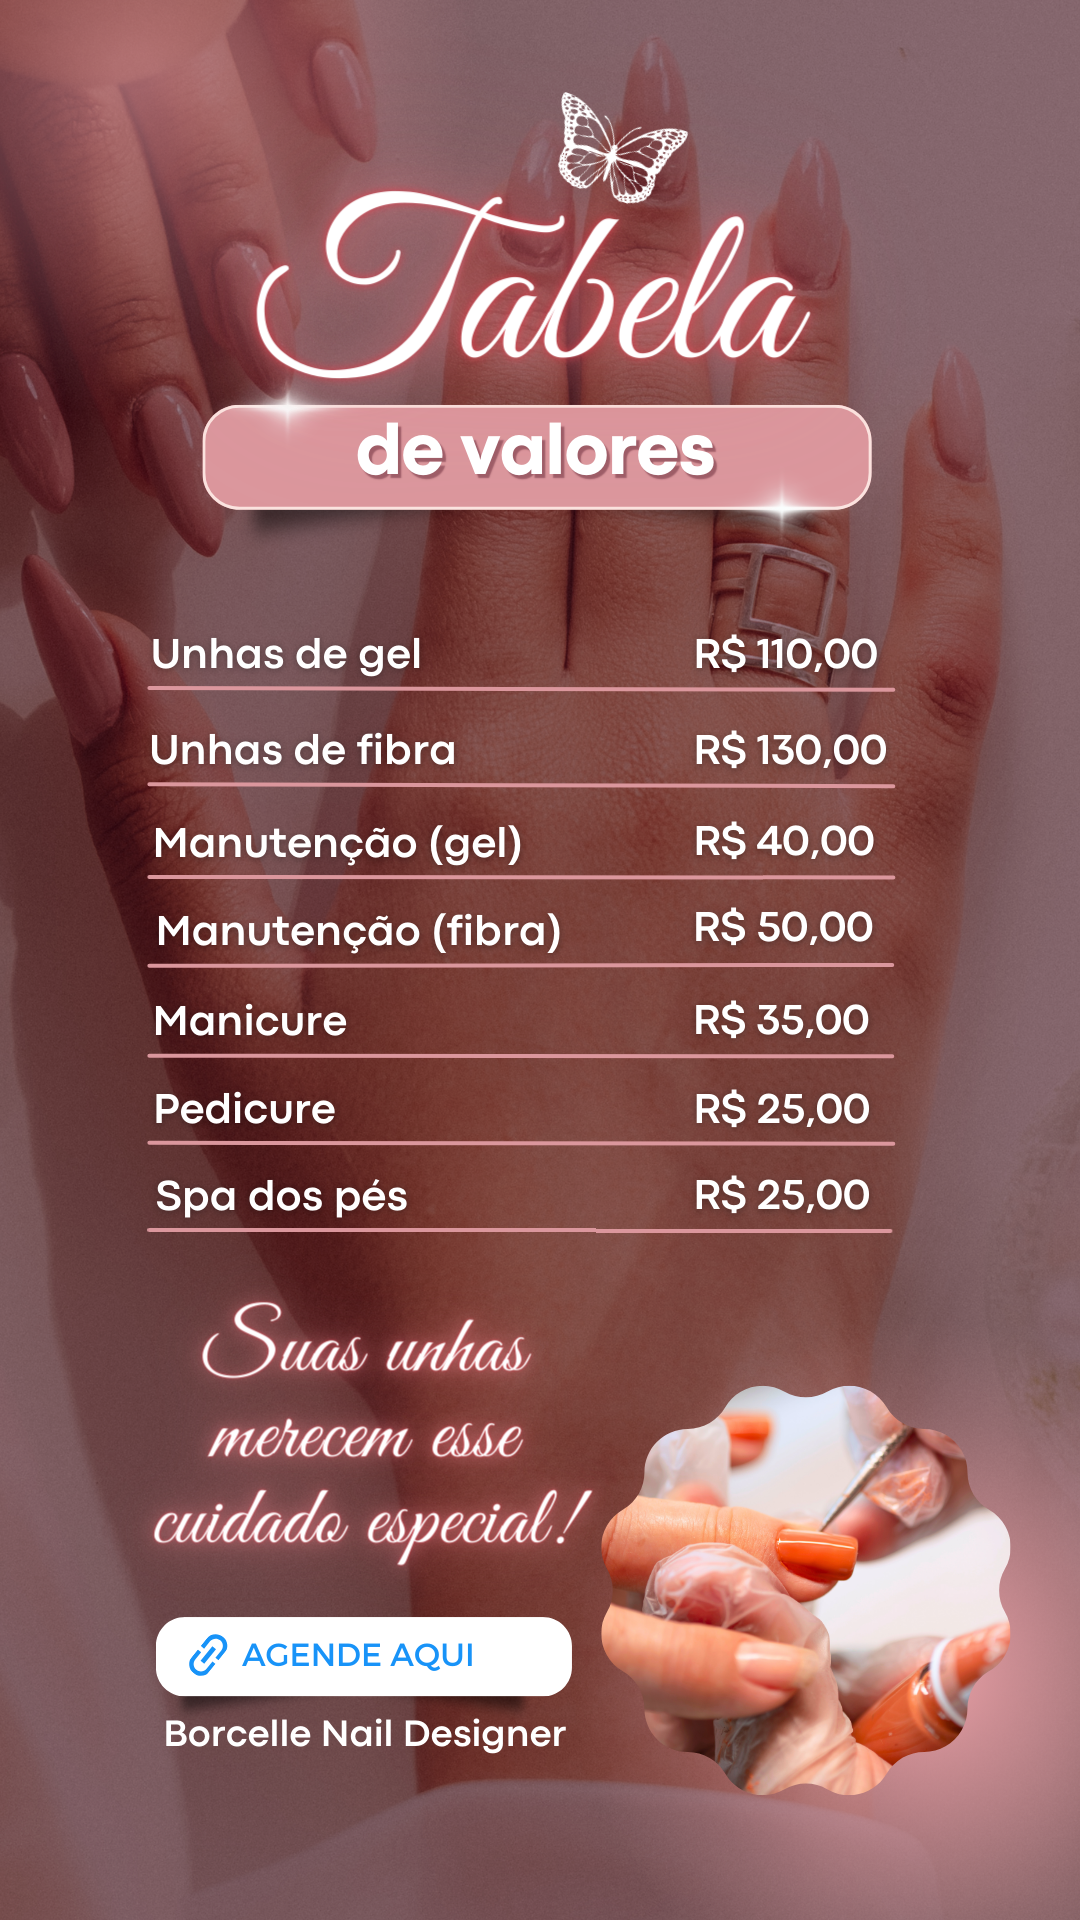 Tabela
de valores
Unhas de gel R$ 110,00
Unhas de fibra R$ 130,00
Manutenção (gel) R$ 40,00
Manutenção (fibra) R$ 50,00
Manicure R$ 35,00
Pedicure R$ 25,00
Spa dos pés R$ 25,00
Suas unhas
merecem esse
cuidado especial!
AGENDE AQUI
Borcelle Nail Designer